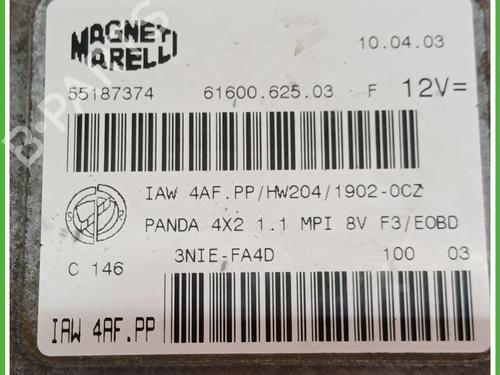 MAGNETI
MARELLI
10.04.03
55187374 61600.625.03 F 12V=
IAW 4AF.PP/HW204/1902-0CZ
PANDA 4X2 1.1 MPI 8V F3/EOBD
C 146 3NIE-FA4D 100 03
IAW 4AF.PP
B-PARTS